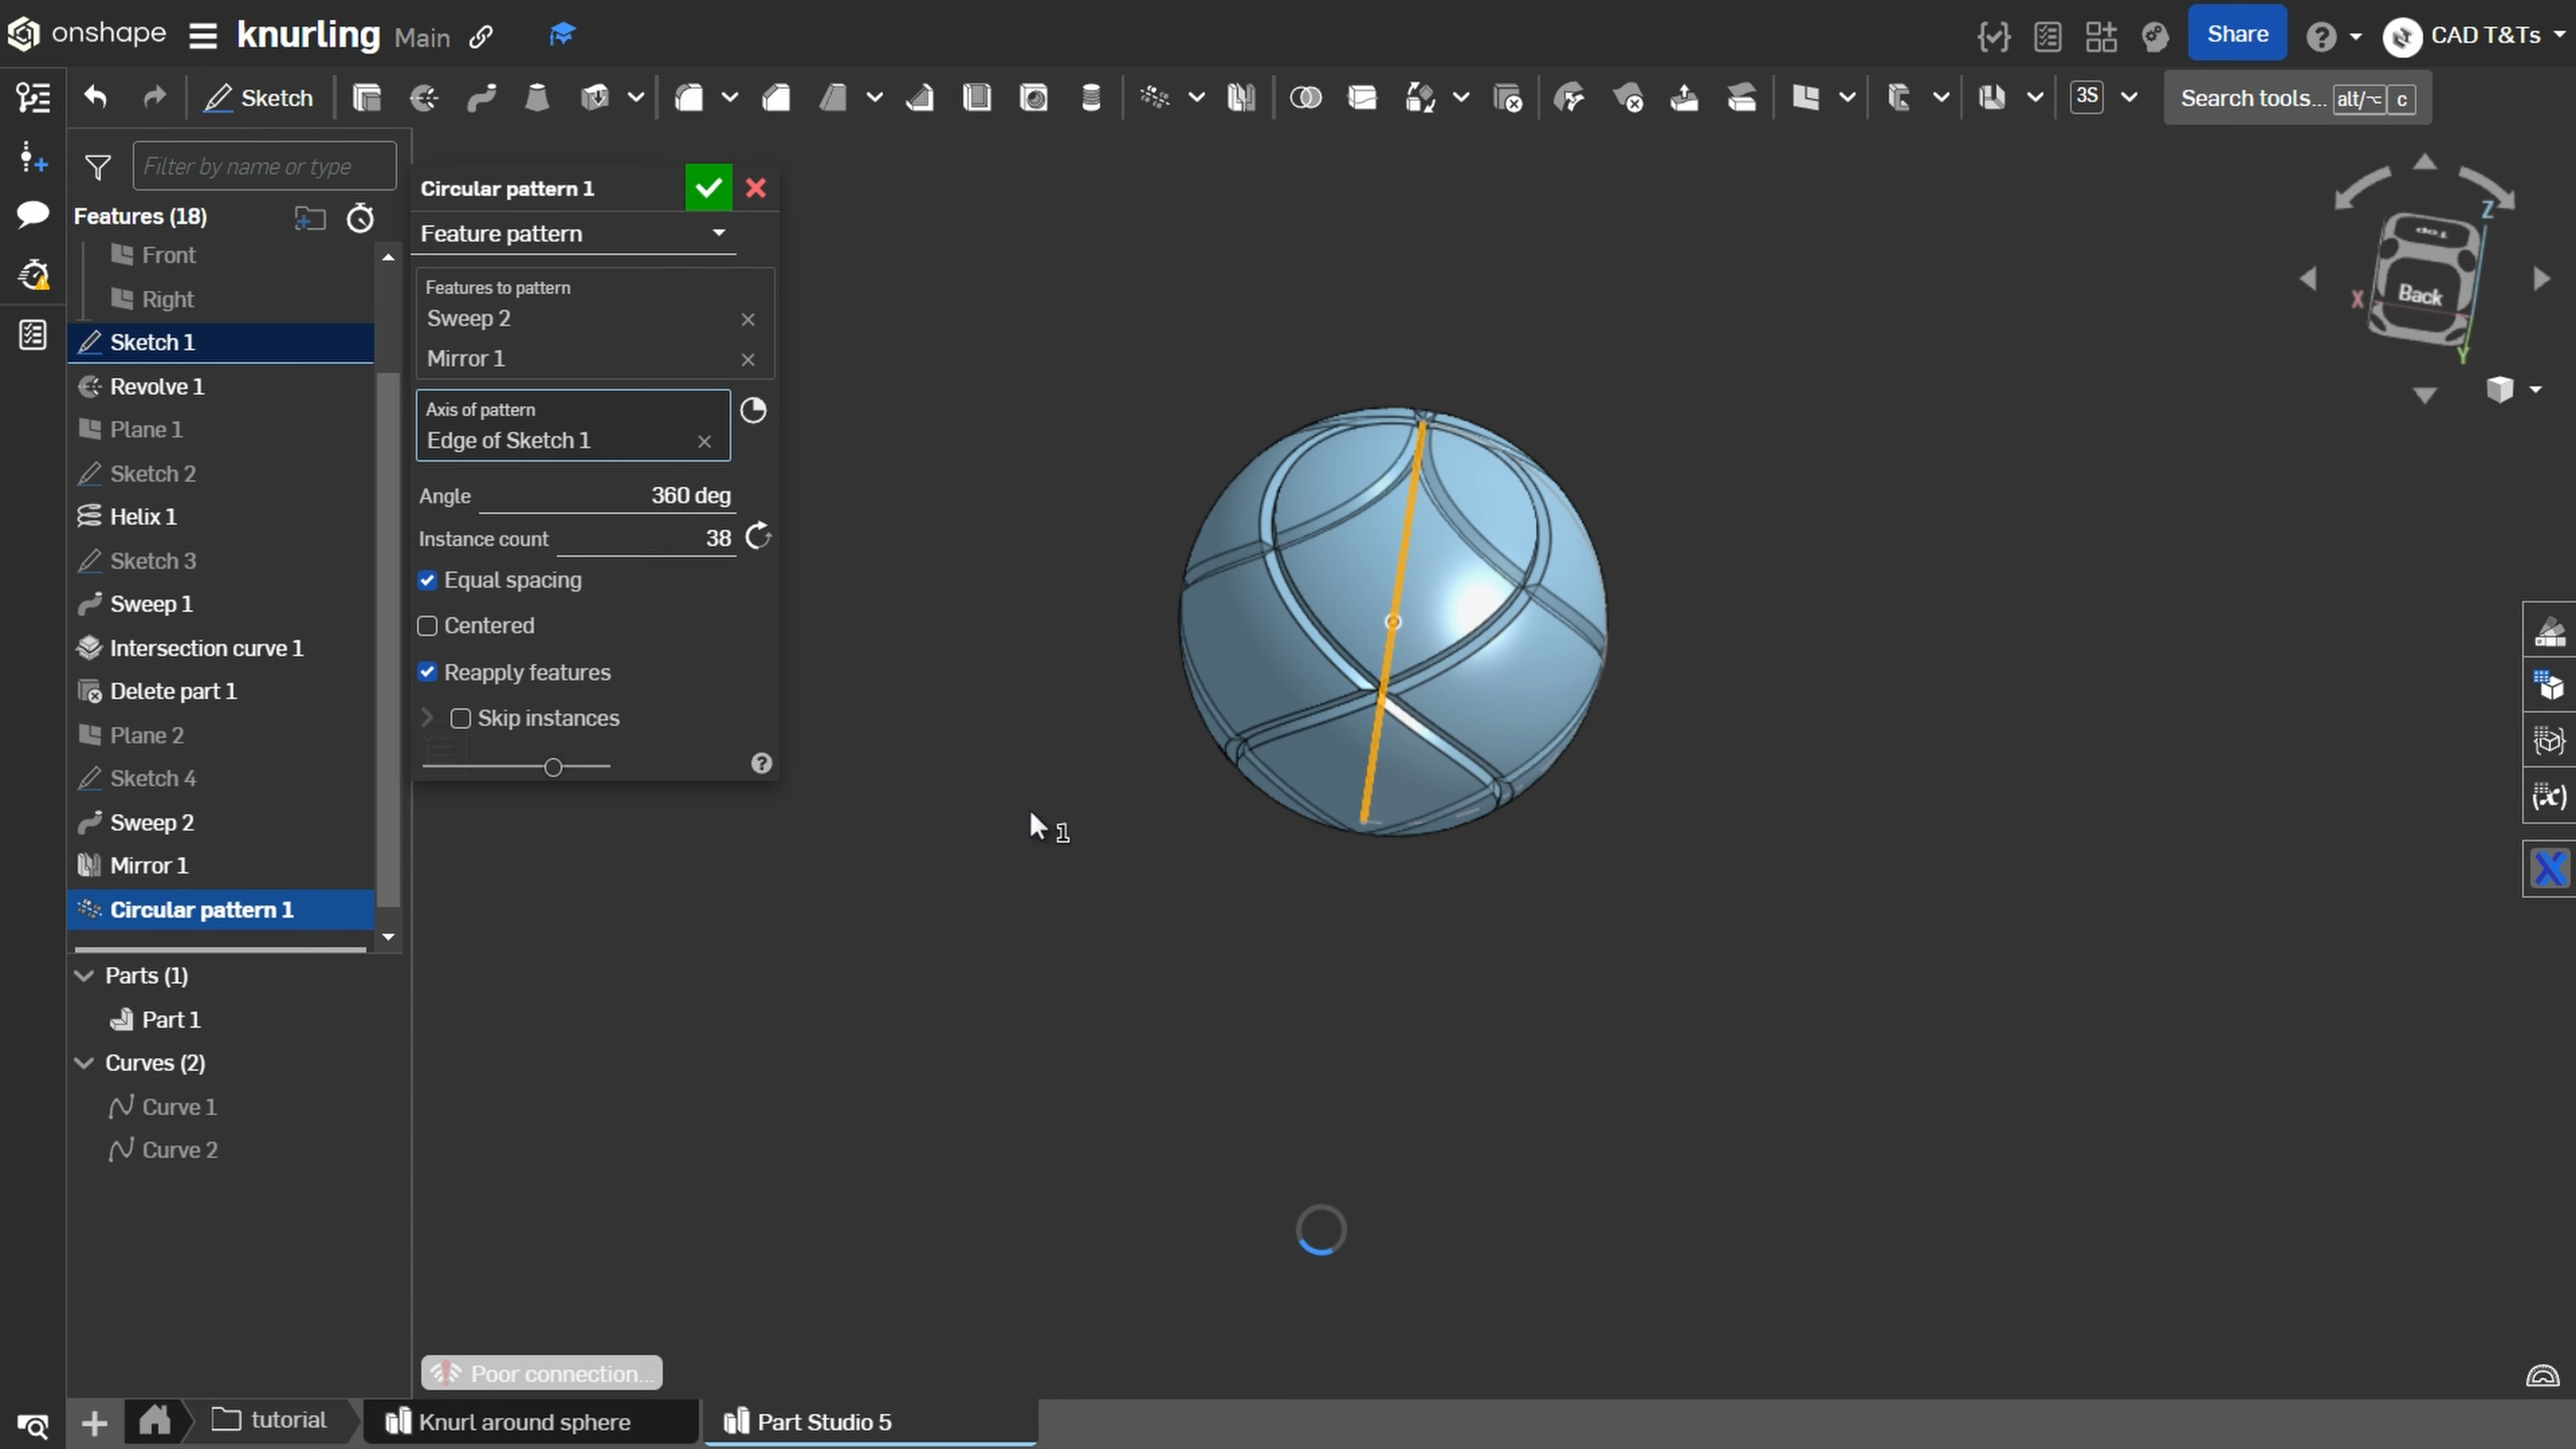 onshape knurling Main Share CAD T&Ts
Sketch 3S Search tools... alt/⌥ c
Filter by name or type
Features (18)
Front
Right
Sketch 1
Revolve 1
Plane 1
Sketch 2
Helix 1
Sketch 3
Sweep 1
Intersection curve 1
Delete part 1
Plane 2
Sketch 4
Sweep 2
Mirror 1
Circular pattern 1
Parts (1)
Part 1
Curves (2)
Curve 1
Curve 2
Circular pattern 1
Feature pattern
Features to pattern
Sweep 2
Mirror 1
Axis of pattern
Edge of Sketch 1
Angle 360 deg
Instance count 38
Equal spacing
Centered
Reapply features
Skip instances
1
Z
Top
Back
X
Y
(x)
Poor connection...
tutorial Knurl around sphere Part Studio 5